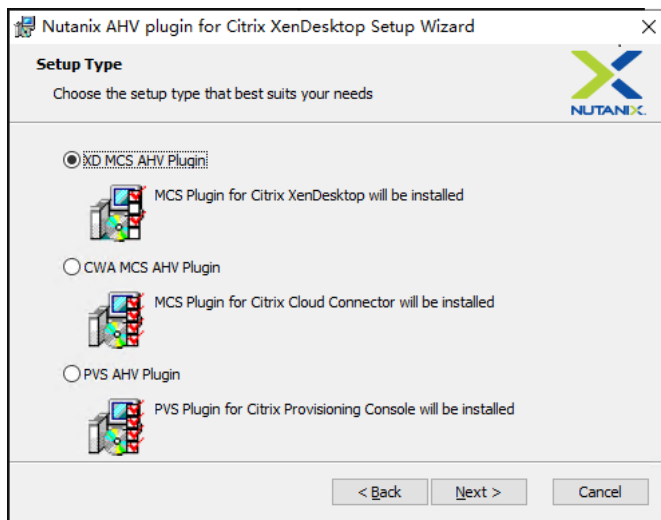 Nutanix AHV plugin for Citrix XenDesktop Setup Wizard
Setup Type
Choose the setup type that best suits your needs
NUTANIX.
XD MCS AHV Plugin
MCS Plugin for Citrix XenDesktop will be installed
CWA MCS AHV Plugin
MCS Plugin for Citrix Cloud Connector will be installed
PVS AHV Plugin
PVS Plugin for Citrix Provisioning Console will be installed
< Back Next > Cancel